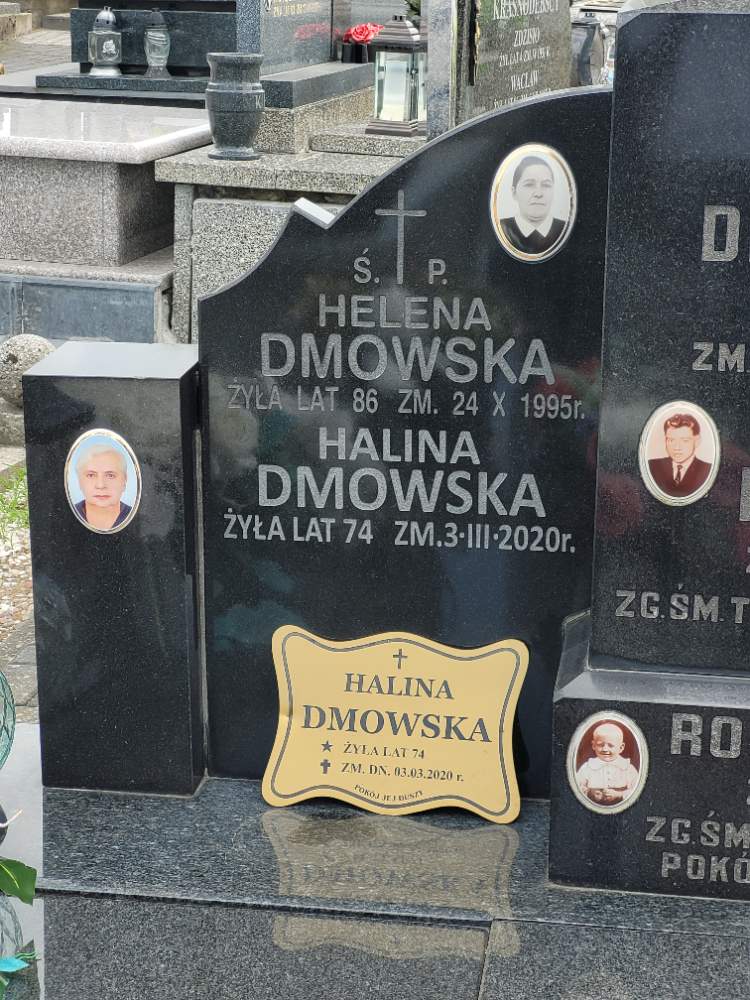 Ś. P.
HELENA
DMOWSKA
ŻYŁA LAT 86 ZM. 24 X 1995r.
HALINA
DMOWSKA
ŻYŁA LAT 74 ZM.3·III·2020r.
HALINA
DMOWSKA
ŻYŁA LAT 74
ZM. DN. 03.03.2020 r.
POKÓJ JEJ DUSZY
ZM
ZG.ŚM.T
RO
ZG.ŚM
POKÓ
WACŁAW